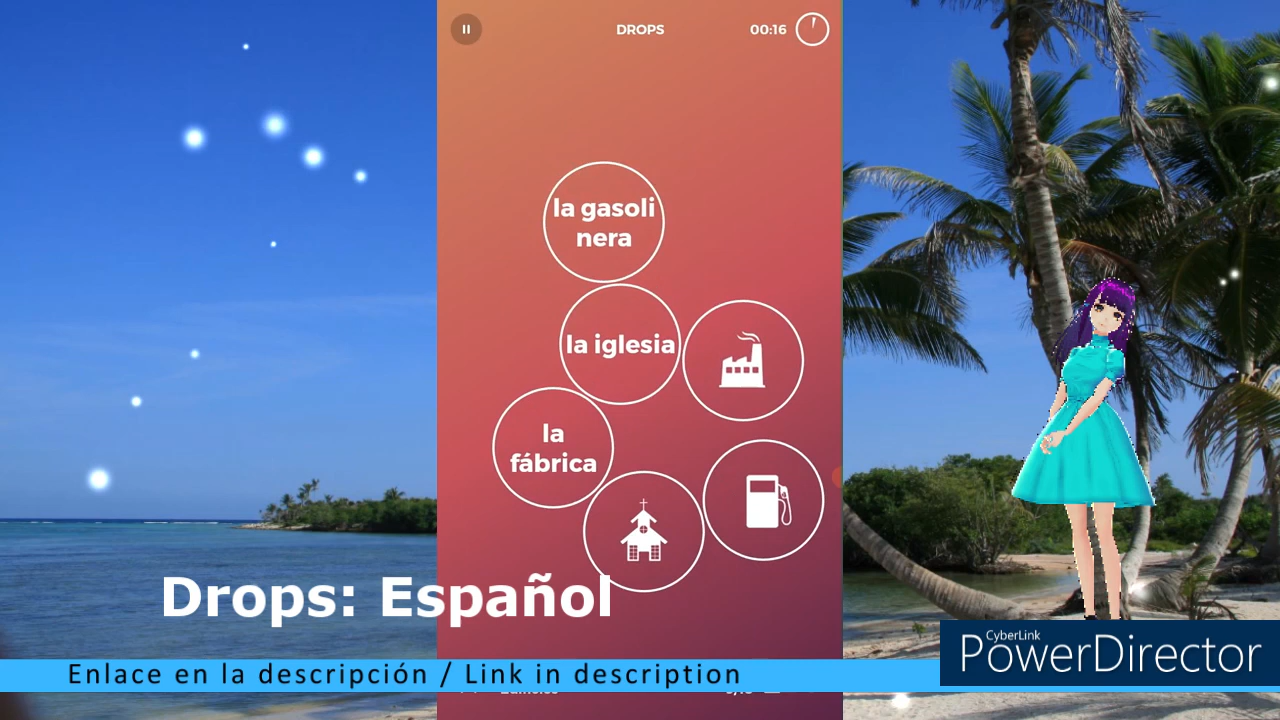 DROPS
00:16
la gasoli
nera
la iglesia
la
fábrica
Drops: Español
Enlace en la descripción / Link in description
CyberLink
PowerDirector